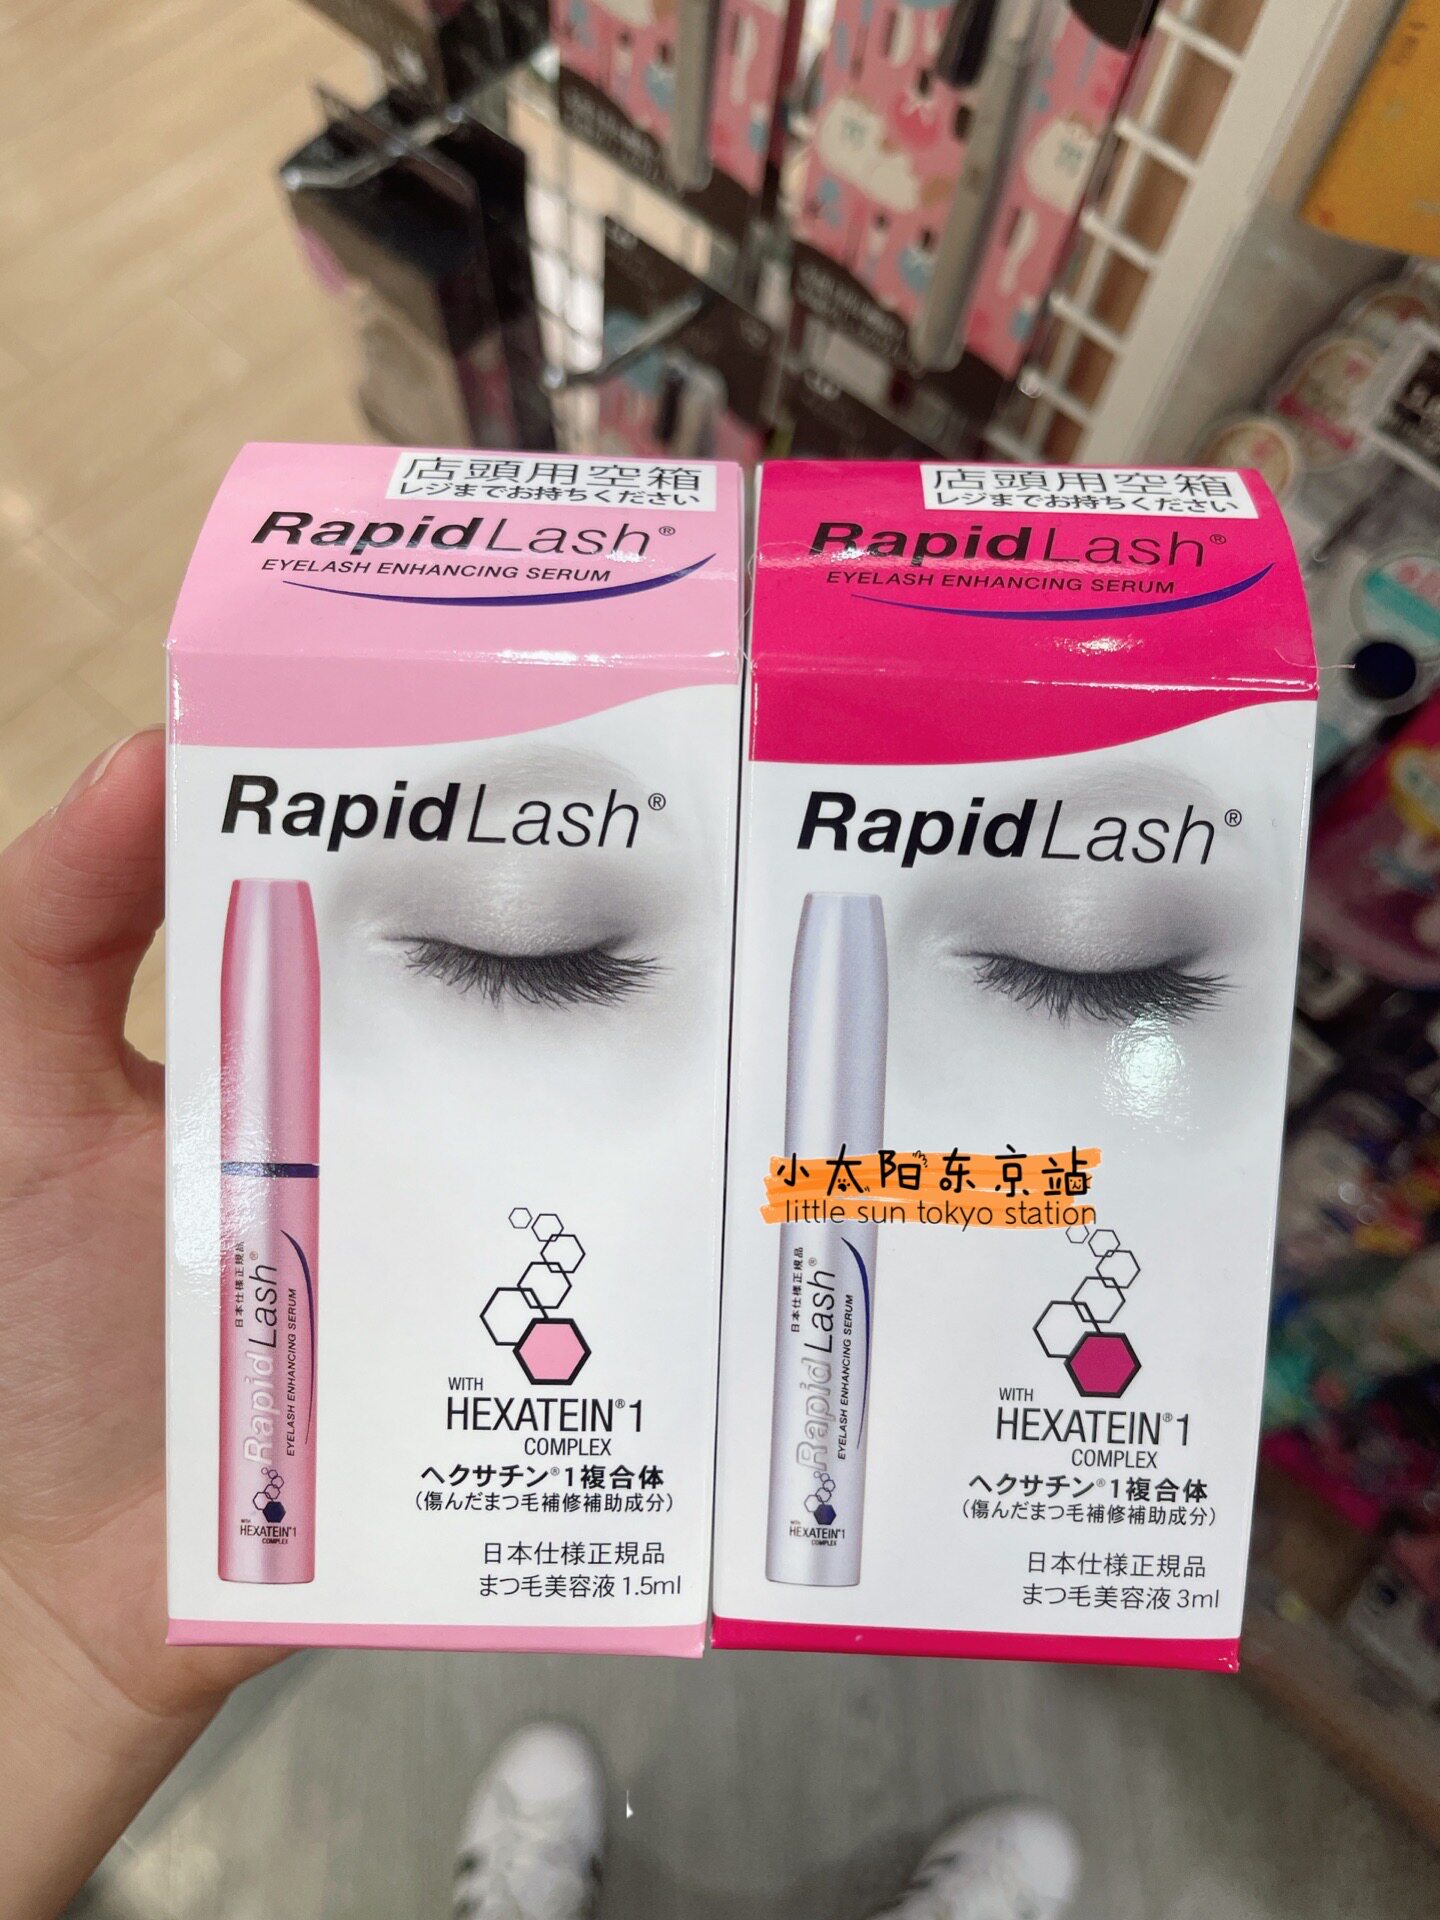 店頭用空箱
レジまでお持ちください
RapidLash®
EYELASH ENHANCING SERUM
RapidLash®
日本仕様正規品
RapidLash®
EYELASH ENHANCING SERUM
WITH
HEXATEIN®1
COMPLEX
WITH
HEXATEIN®1
COMPLEX
ヘクサチン®1複合体
(傷んだまつ毛補修補助成分)
日本仕様正規品
まつ毛美容液 1.5ml
店頭用空箱
レジまでお持ちください
RapidLash®
EYELASH ENHANCING SERUM
RapidLash®
小太阳东京站
little sun tokyo station
日本仕様正規品
RapidLash®
EYELASH ENHANCING SERUM
WITH
HEXATEIN®1
COMPLEX
WITH
HEXATEIN®1
COMPLEX
ヘクサチン®1複合体
(傷んだまつ毛補修補助成分)
日本仕様正規品
まつ毛美容液 3ml